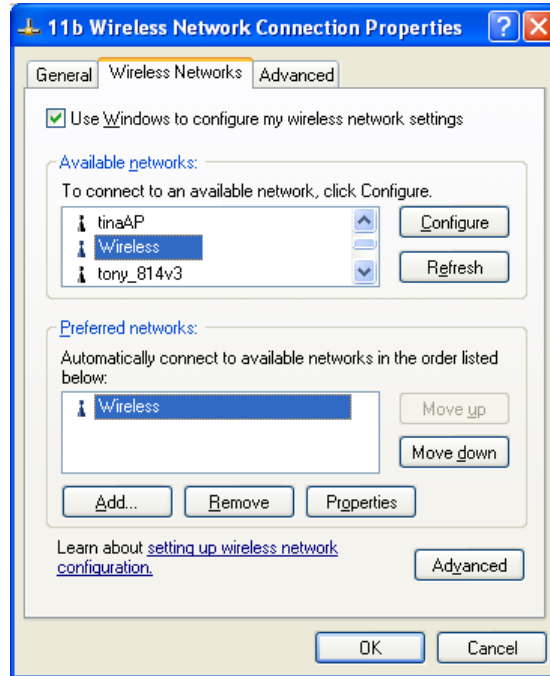 11b Wireless Network Connection Properties
General Wireless Networks Advanced
Use Windows to configure my wireless network settings
Available networks:
To connect to an available network, click Configure.
tinaAP
Wireless
tony_814v3
Configure
Refresh
Preferred networks:
Automatically connect to available networks in the order listed
below:
Wireless
Move up
Move down
Add... Remove Properties
Learn about setting up wireless network
configuration.
Advanced
OK Cancel